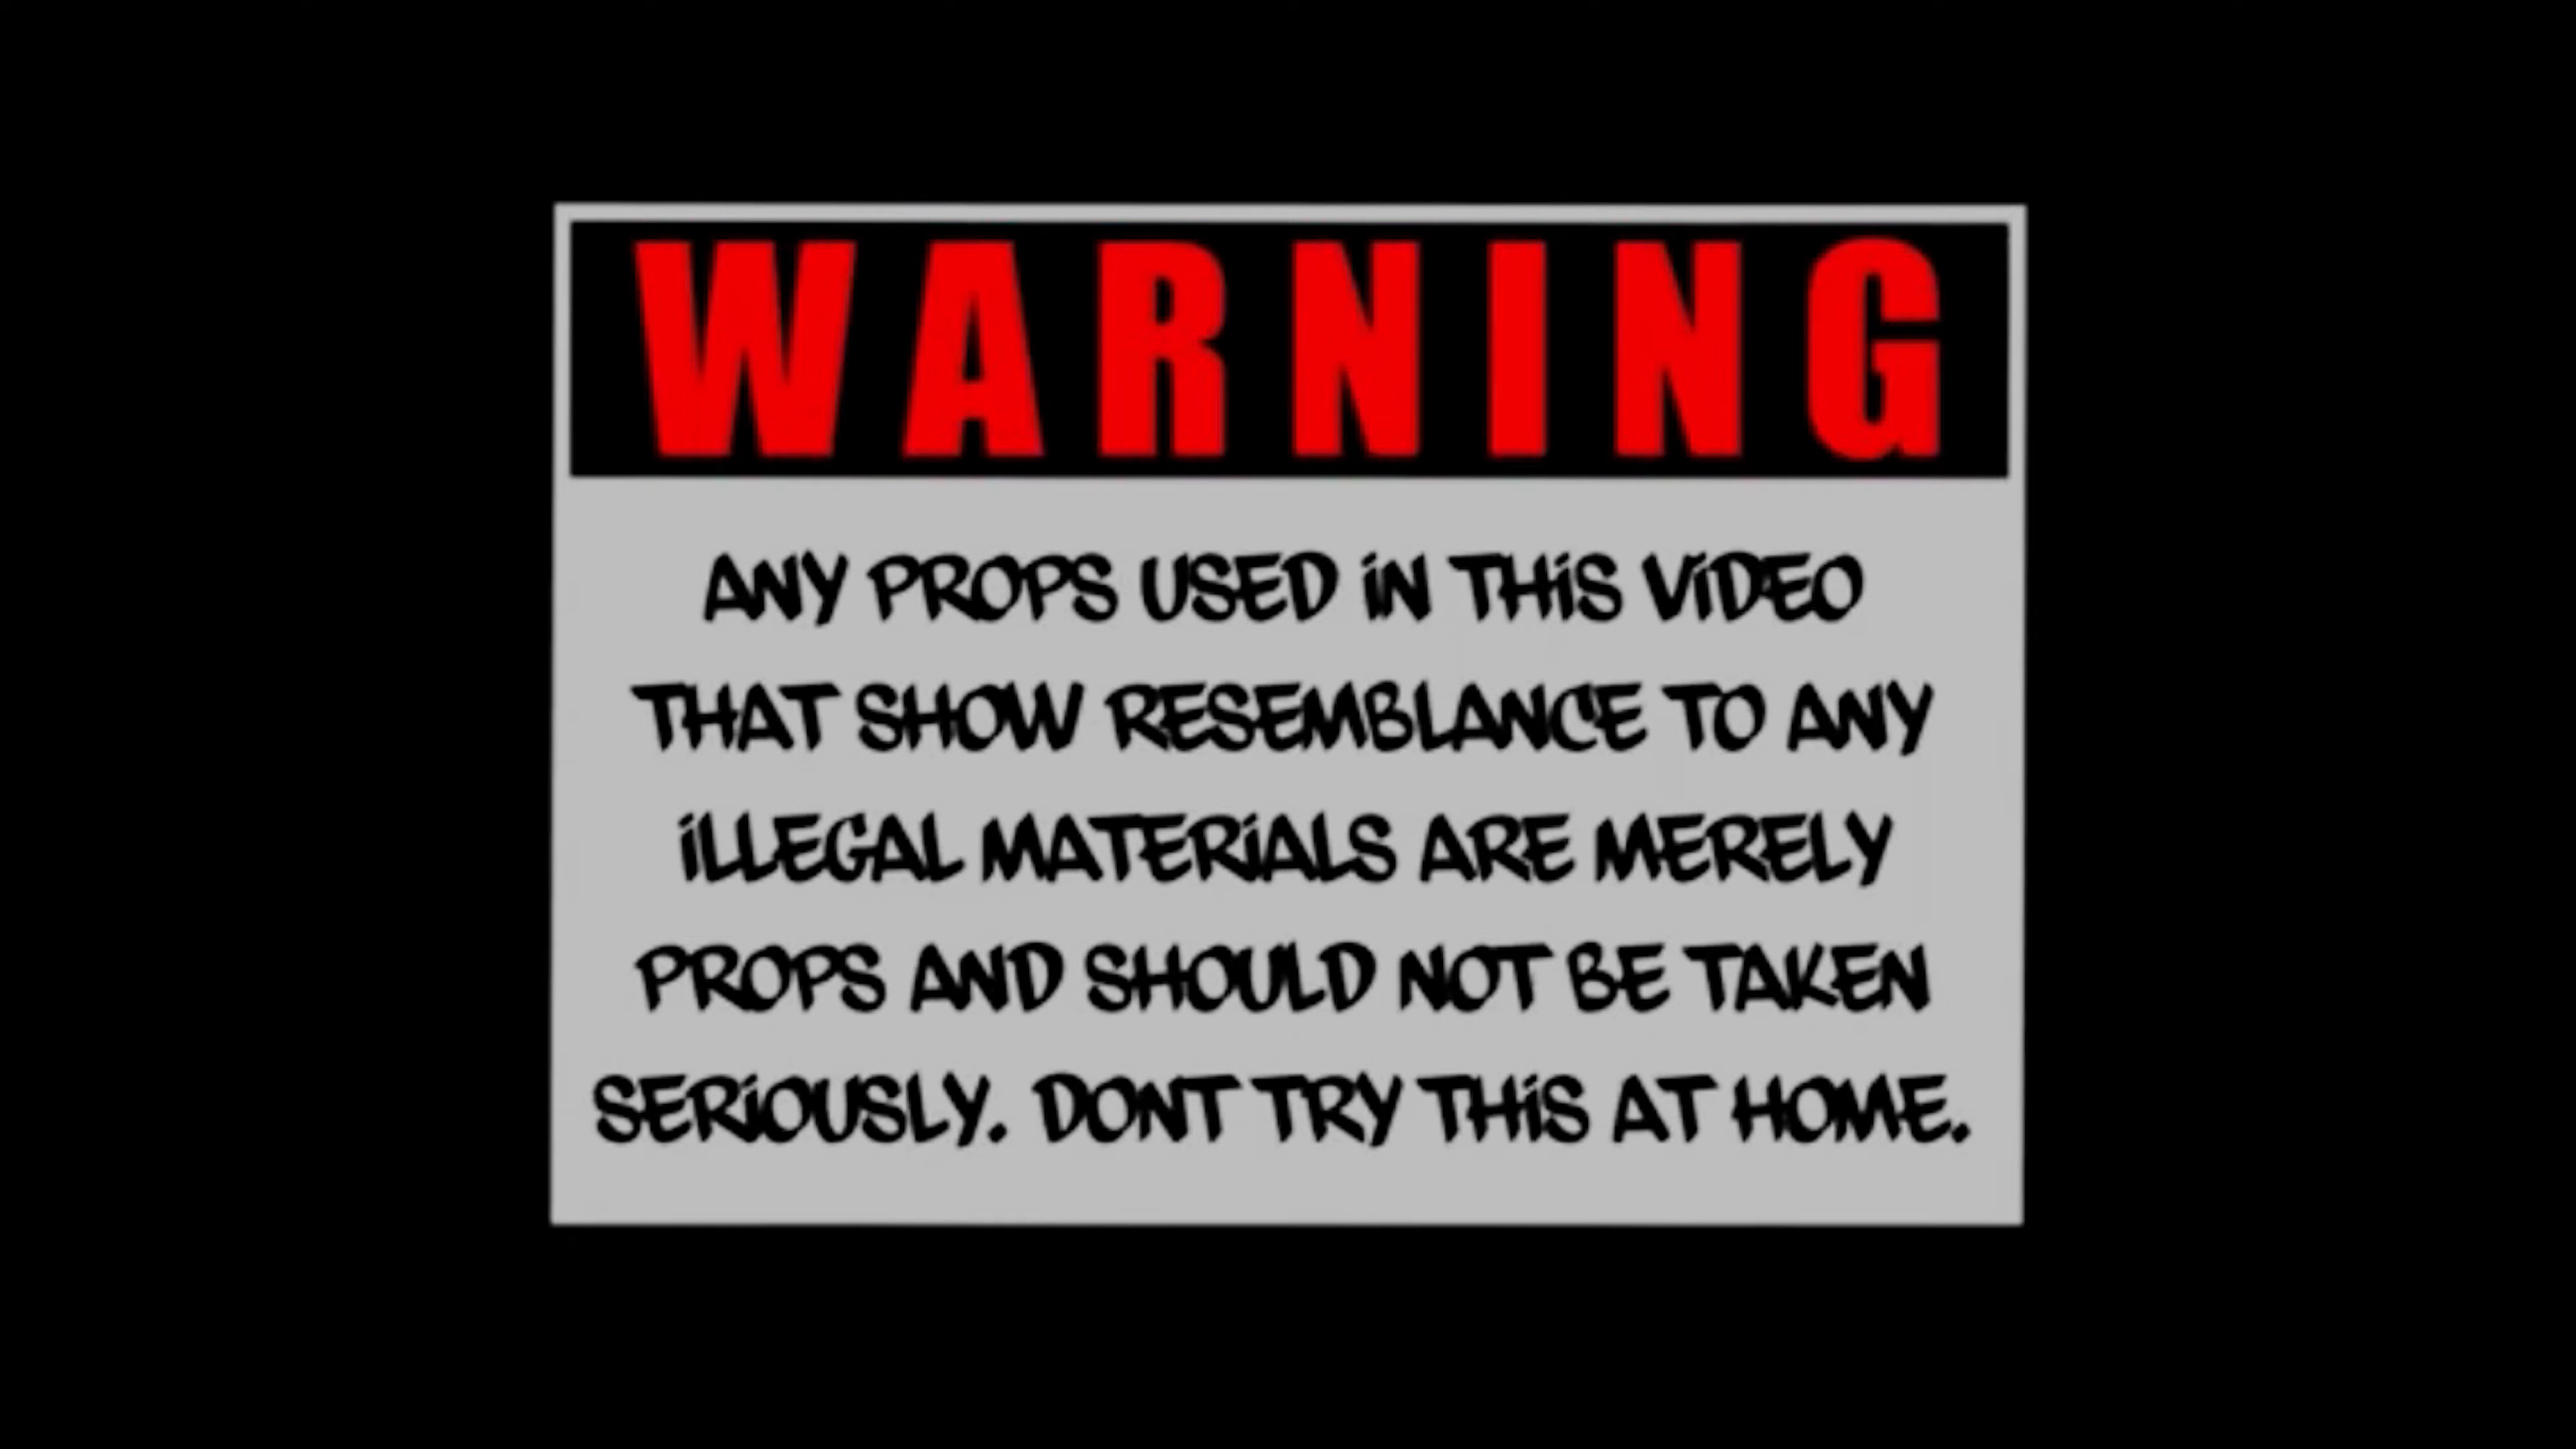 WARNING
ANY PROPS USED iN THiS ViDEO
THAT SHOW RESEMBLANCE TO ANY
iLLEGAL MATERiALS ARE MERELY
PROPS AND SHOULD NOT BE TAKEN
SERiOUSLY. DONT TRY THiS AT HOME.